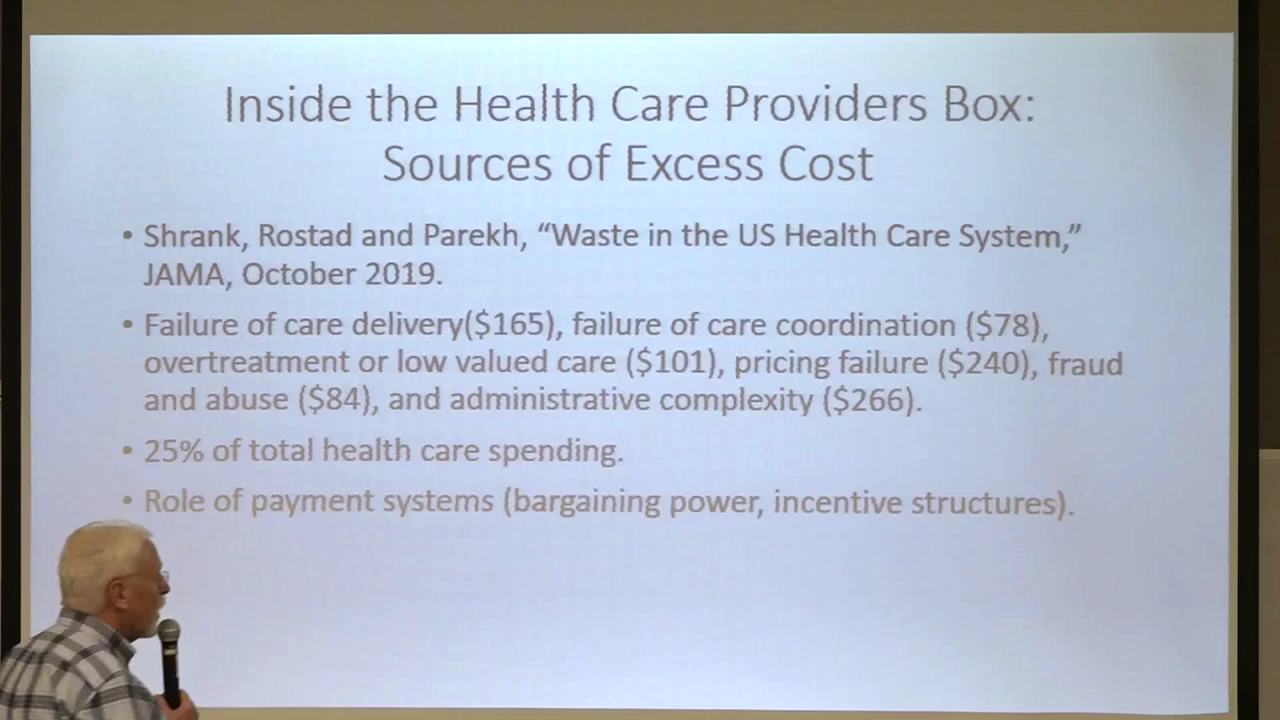 Inside the Health Care Providers Box:
Sources of Excess Cost
• Shrank, Rostad and Parekh, “Waste in the US Health Care System,”
JAMA, October 2019.
• Failure of care delivery($165), failure of care coordination ($78),
overtreatment or low valued care ($101), pricing failure ($240), fraud
and abuse ($84), and administrative complexity ($266).
• 25% of total health care spending.
• Role of payment systems (bargaining power, incentive structures).